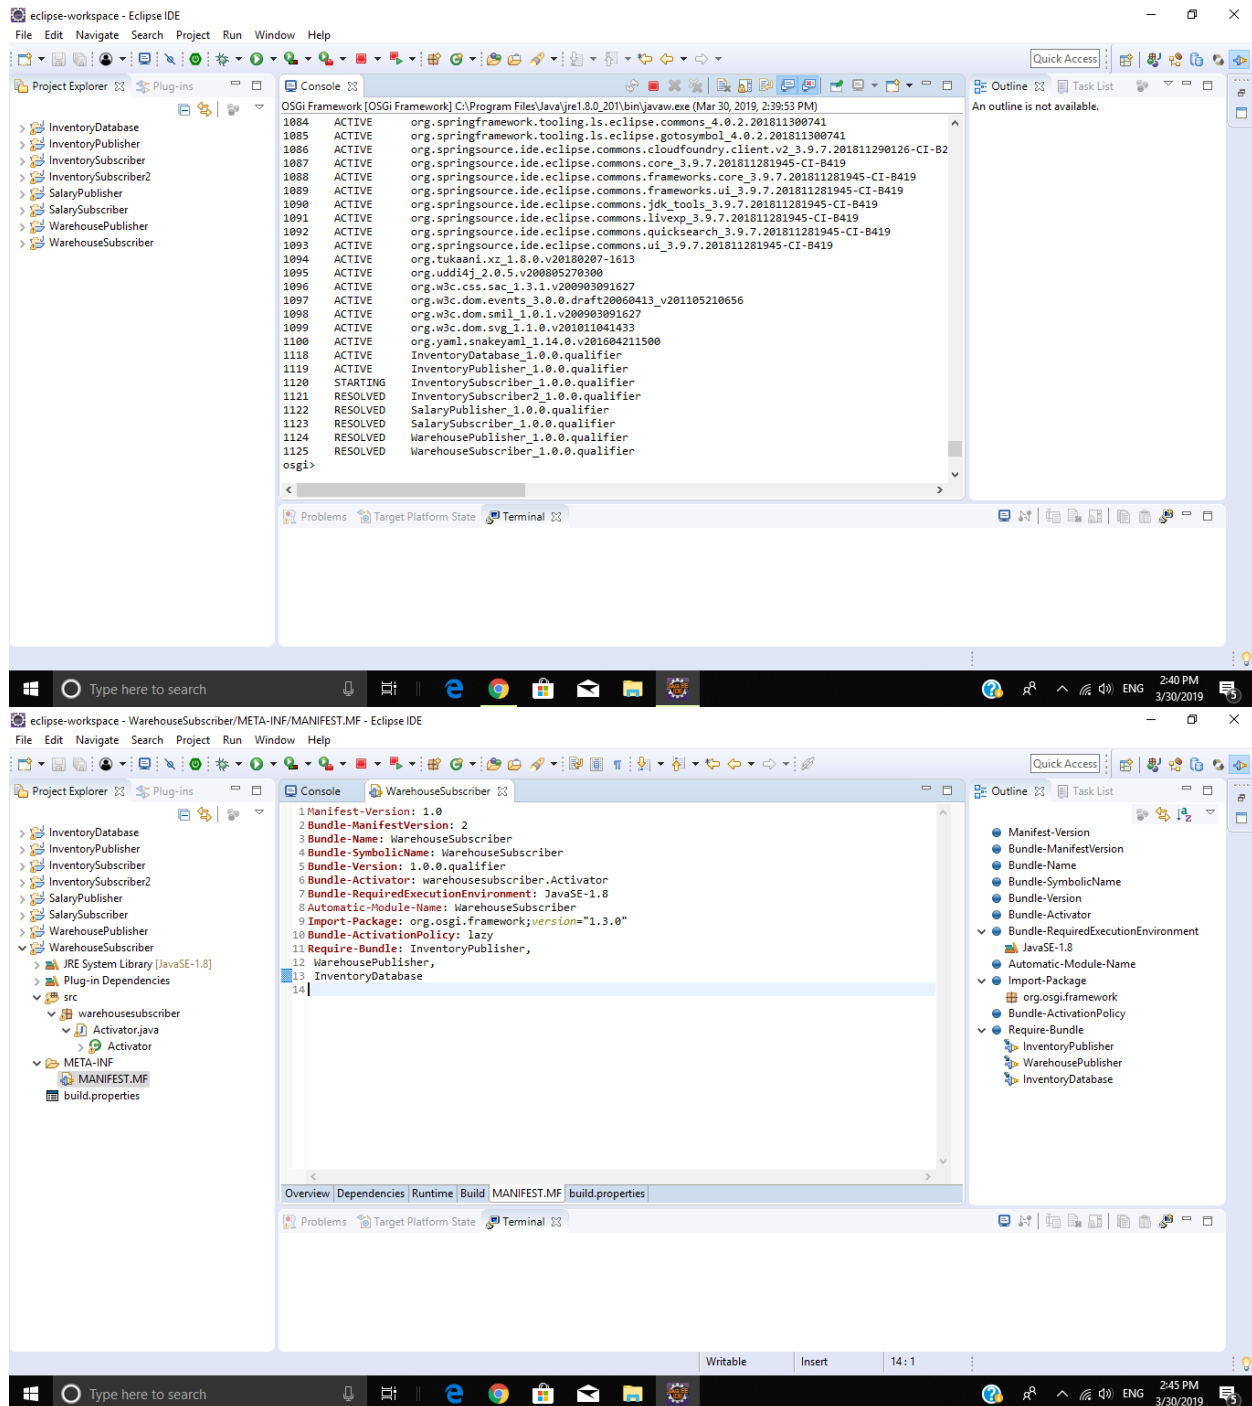 eclipse-workspace - Eclipse IDE
File Edit Navigate Search Project Run Window Help
Quick Access
Project Explorer Plug-ins
InventoryDatabase
InventoryPublisher
InventorySubscriber
InventorySubscriber2
SalaryPublisher
SalarySubscriber
WarehousePublisher
WarehouseSubscriber
Console
OSGi Framework [OSGi Framework] C:\Program Files\Java\jre1.8.0_201\bin\javaw.exe (Mar 30, 2019, 2:39:53 PM)
1084 ACTIVE org.springframework.tooling.ls.eclipse.commons_4.0.2.201811300741
1085 ACTIVE org.springframework.tooling.ls.eclipse.gotosymbol_4.0.2.201811300741
1086 ACTIVE org.springsource.ide.eclipse.commons.cloudfoundry.client.v2_3.9.7.201811290126-CI-B2
1087 ACTIVE org.springsource.ide.eclipse.commons.core_3.9.7.201811281945-CI-B419
1088 ACTIVE org.springsource.ide.eclipse.commons.frameworks.core_3.9.7.201811281945-CI-B419
1089 ACTIVE org.springsource.ide.eclipse.commons.frameworks.ui_3.9.7.201811281945-CI-B419
1090 ACTIVE org.springsource.ide.eclipse.commons.jdk_tools_3.9.7.201811281945-CI-B419
1091 ACTIVE org.springsource.ide.eclipse.commons.livexp_3.9.7.201811281945-CI-B419
1092 ACTIVE org.springsource.ide.eclipse.commons.quicksearch_3.9.7.201811281945-CI-B419
1093 ACTIVE org.springsource.ide.eclipse.commons.ui_3.9.7.201811281945-CI-B419
1094 ACTIVE org.tukaani.xz_1.8.0.v20180207-1613
1095 ACTIVE org.uddi4j_2.0.5.v200805270300
1096 ACTIVE org.w3c.css.sac_1.3.1.v200903091627
1097 ACTIVE org.w3c.dom.events_3.0.0.draft20060413_v201105210656
1098 ACTIVE org.w3c.dom.smil_1.0.1.v200903091627
1099 ACTIVE org.w3c.dom.svg_1.1.0.v201011041433
1100 ACTIVE org.yaml.snakeyaml_1.14.0.v201604211500
1118 ACTIVE InventoryDatabase_1.0.0.qualifier
1119 ACTIVE InventoryPublisher_1.0.0.qualifier
1120 STARTING InventorySubscriber_1.0.0.qualifier
1121 RESOLVED InventorySubscriber2_1.0.0.qualifier
1122 RESOLVED SalaryPublisher_1.0.0.qualifier
1123 RESOLVED SalarySubscriber_1.0.0.qualifier
1124 RESOLVED WarehousePublisher_1.0.0.qualifier
1125 RESOLVED WarehouseSubscriber_1.0.0.qualifier
osgi>
Outline Task List
An outline is not available.
Problems Target Platform State Terminal
Type here to search
ENG
2:40 PM
3/30/2019
5
eclipse-workspace - WarehouseSubscriber/META-INF/MANIFEST.MF - Eclipse IDE
File Edit Navigate Search Project Run Window Help
Quick Access
Project Explorer Plug-ins
InventoryDatabase
InventoryPublisher
InventorySubscriber
InventorySubscriber2
SalaryPublisher
SalarySubscriber
WarehousePublisher
WarehouseSubscriber
JRE System Library [JavaSE-1.8]
Plug-in Dependencies
src
warehousesubscriber
Activator.java
Activator
META-INF
MANIFEST.MF
build.properties
Console WarehouseSubscriber
1 Manifest-Version: 1.0
2 Bundle-ManifestVersion: 2
3 Bundle-Name: WarehouseSubscriber
4 Bundle-SymbolicName: WarehouseSubscriber
5 Bundle-Version: 1.0.0.qualifier
6 Bundle-Activator: warehousesubscriber.Activator
7 Bundle-RequiredExecutionEnvironment: JavaSE-1.8
8 Automatic-Module-Name: WarehouseSubscriber
9 Import-Package: org.osgi.framework;version="1.3.0"
10 Bundle-ActivationPolicy: lazy
11 Require-Bundle: InventoryPublisher,
12 WarehousePublisher,
13 InventoryDatabase
14
Overview Dependencies Runtime Build MANIFEST.MF build.properties
Outline Task List
Manifest-Version
Bundle-ManifestVersion
Bundle-Name
Bundle-SymbolicName
Bundle-Version
Bundle-Activator
Bundle-RequiredExecutionEnvironment
JavaSE-1.8
Automatic-Module-Name
Import-Package
org.osgi.framework
Bundle-ActivationPolicy
Require-Bundle
InventoryPublisher
WarehousePublisher
InventoryDatabase
Problems Target Platform State Terminal
Writable Insert 14 : 1
Type here to search
ENG
2:45 PM
3/30/2019
5